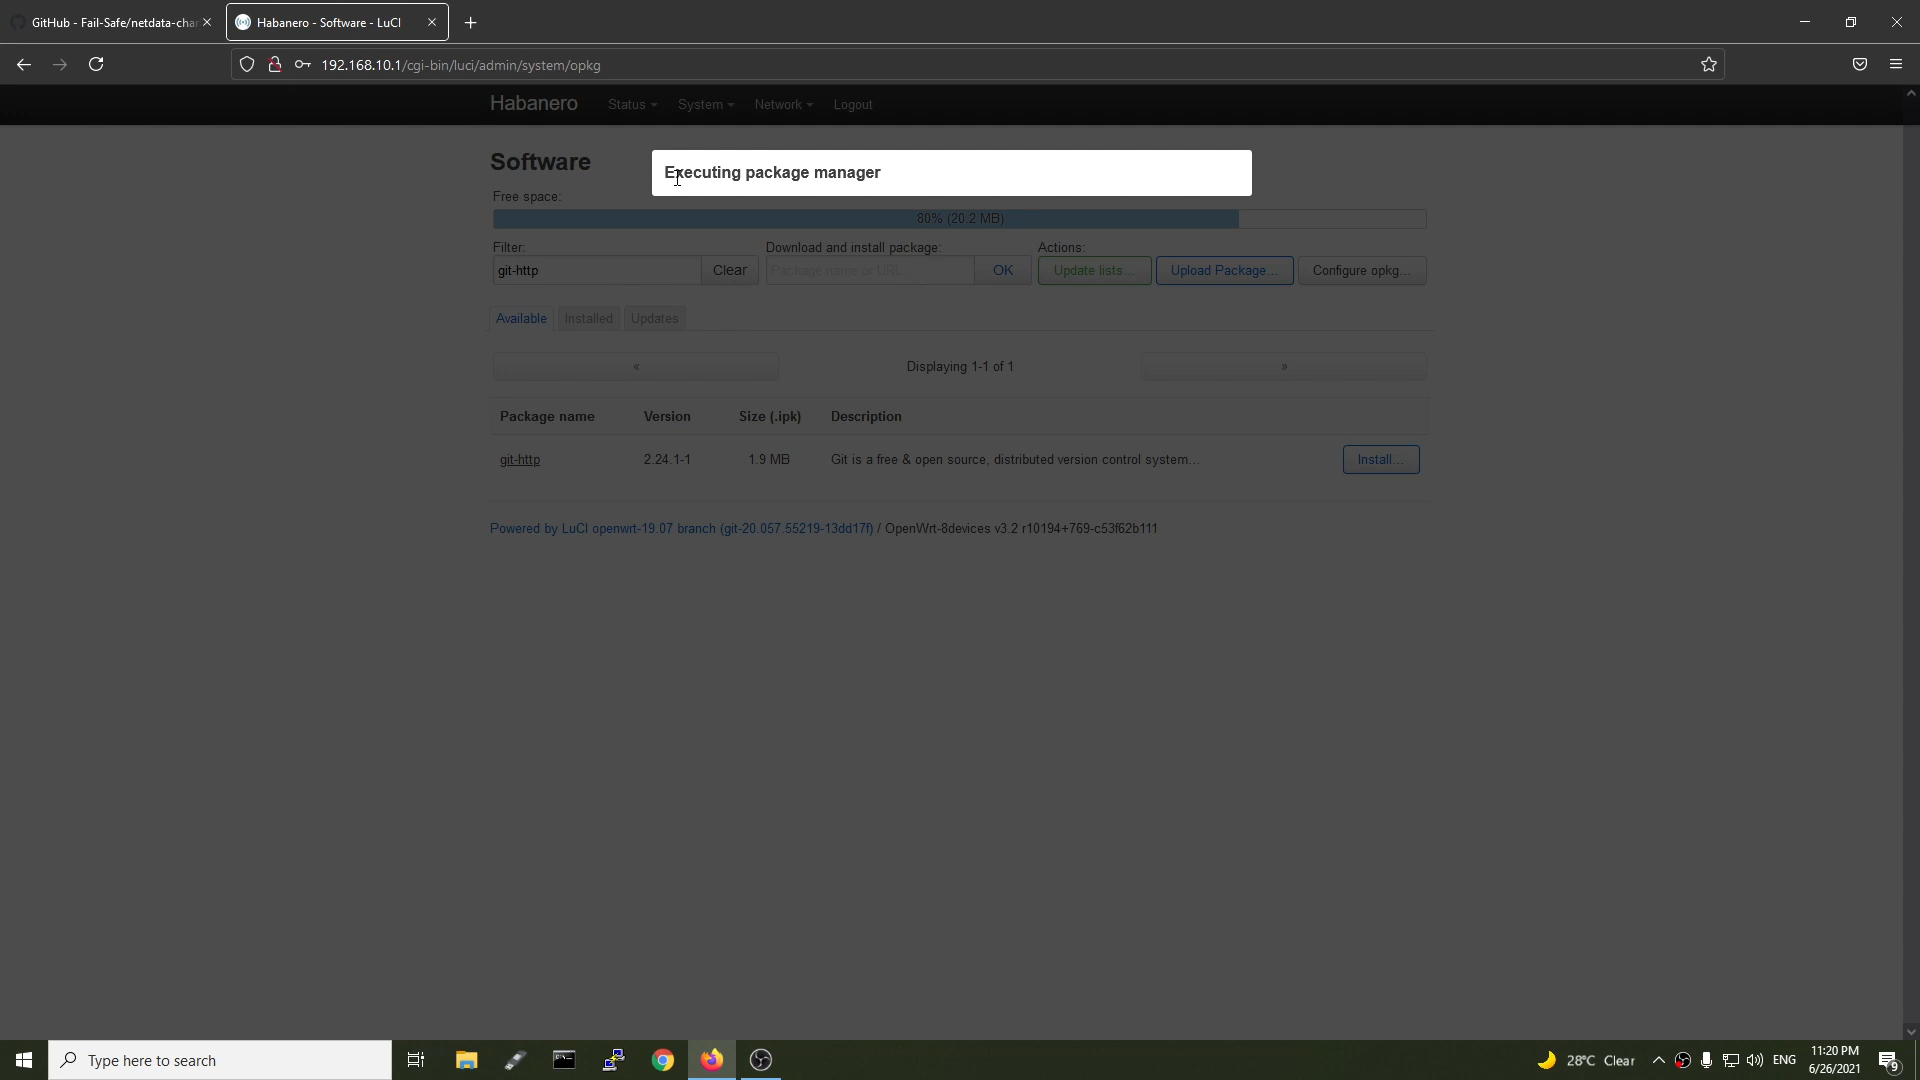 GitHub - Fail-Safe/netdata-char
Habanero - Software - LuCI
192.168.10.1/cgi-bin/luci/admin/system/opkg
Habanero
Status
System
Network
Logout
Software
Executing package manager
Free space:
80% (20.2 MB)
Filter:
Download and install package:
Actions:
git-http
Clear
Package name or URL...
OK
Update lists...
Upload Package...
Configure opkg...
Available
Installed
Updates
«
Displaying 1-1 of 1
»
Package name
Version
Size (.ipk)
Description
git-http
2.24.1-1
1.9 MB
Git is a free & open source, distributed version control system...
Install...
Powered by LuCI openwrt-19.07 branch (git-20.057.55219-13dd17f) / OpenWrt-8devices v3.2 r10194+769-c53f62b111
Type here to search
28°C Clear
ENG
11:20 PM
6/26/2021
9